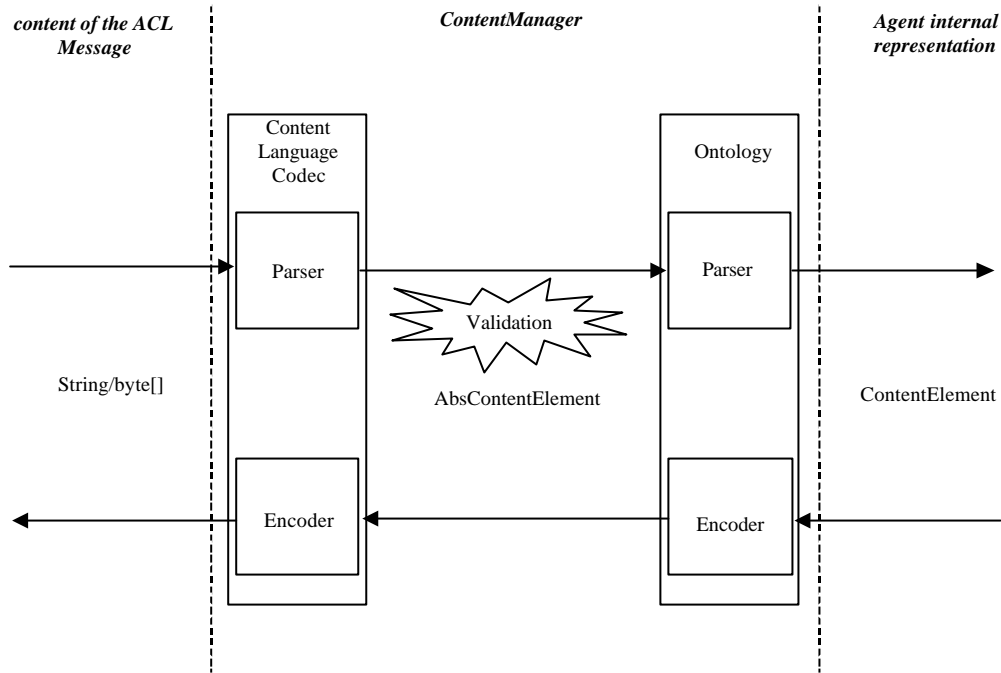 content of the ACL
Message
ContentManager
Agent internal
representation
Content
Language
Codec
Ontology
Parser
Parser
Validation
String/byte[]
AbsContentElement
ContentElement
Encoder
Encoder